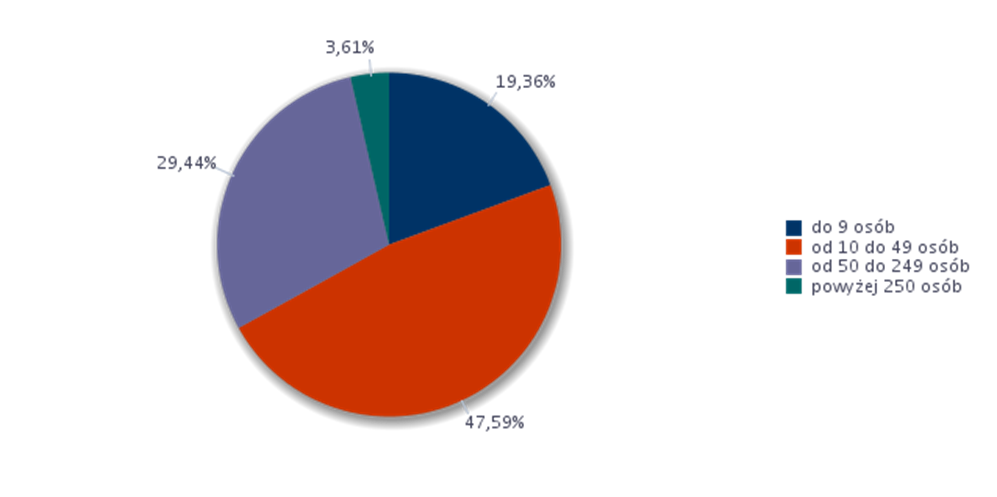 3,61%
19,36%
29,44%
47,59%
do 9 osób
od 10 do 49 osób
od 50 do 249 osób
powyżej 250 osób